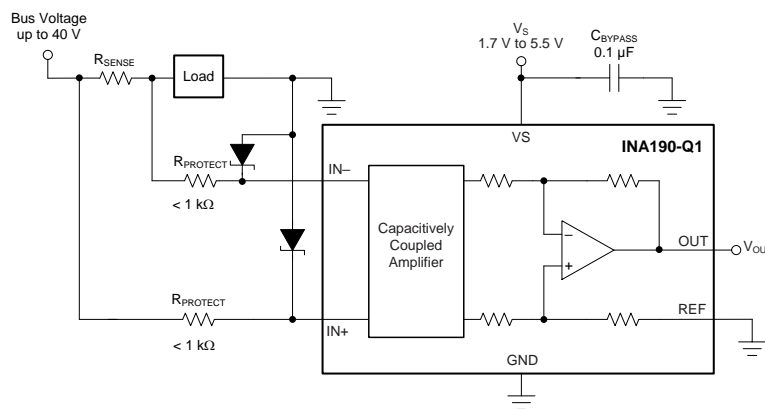 Bus Voltage
up to 40 V
RSENSE
Load
VS
1.7 V to 5.5 V
CBYPASS
0.1 µF
VS
INA190-Q1
RPROTECT
< 1 kΩ
IN–
Capacitively
Coupled
Amplifier
–
+
OUT
VOU
RPROTECT
< 1 kΩ
IN+
REF
GND